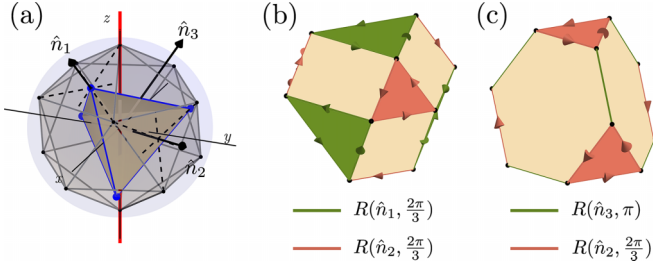 (a)
z
n̂₁
n̂₃
y
n̂₂
x
(b)
R(n̂₁, 2π/3)
R(n̂₂, 2π/3)
(c)
R(n̂₃, π)
R(n̂₂, 2π/3)